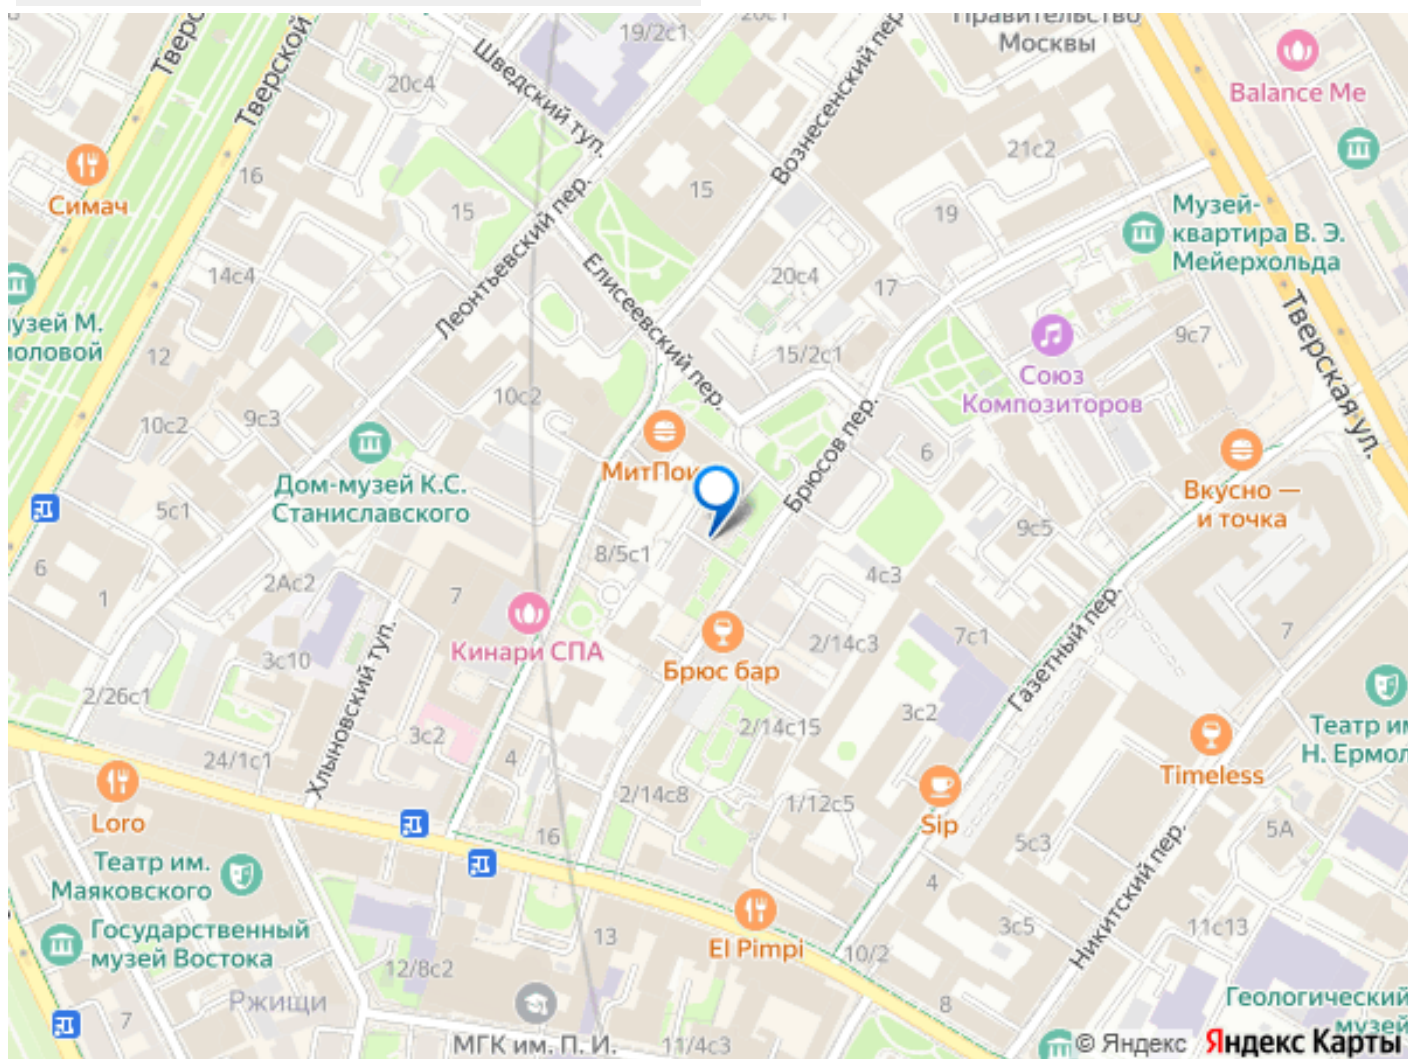 Тверс
Тверской
Шведский туп.
19/2с1
20с1
Вознесенский пер.
Правительство
Москвы
Balance Me
20с4
21с2
16
Симач
15
15
19
Музей-
квартира В. Э.
Мейерхольда
Леонтьевский пер.
Елисеевский пер.
14с4
20с4
17
узей М.
моловой
12
15/2с1
Союз
Композиторов
9с7
Тверская ул.
10с2
10с2
9с3
МитПок
Брюсов пер.
6
Дом-музей К.С.
Станиславского
Вкусно —
и точка
5с1
9с5
8/5с1
6
1
2Ас2
7
4с3
Кинари СПА
3с10
Хлыновский туп.
Брюс бар
2/14с3
7с1
Газетный пер.
7
2/26с1
3с2
2/14с15
3с2
Театр им
Н. Ермол
24/1с1
4
Timeless
2/14с8
1/12с5
Loro
16
Sip
5с3
5А
Театр им.
Маяковского
4
Никитский пер.
Государственный
музей Востока
13
El Pimpi
10/2
3с5
11с13
12/8с2
Ржищи
8
Геологический
музей
7
МГК им. П. И.
11/4с3
© Яндекс Яндекс Карты